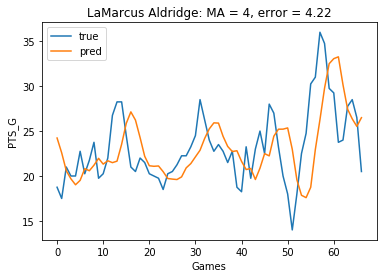 LaMarcus Aldridge: MA = 4, error = 4.22
true
pred
PTS_G
35
30
25
20
15
0 10 20 30 40 50 60
Games